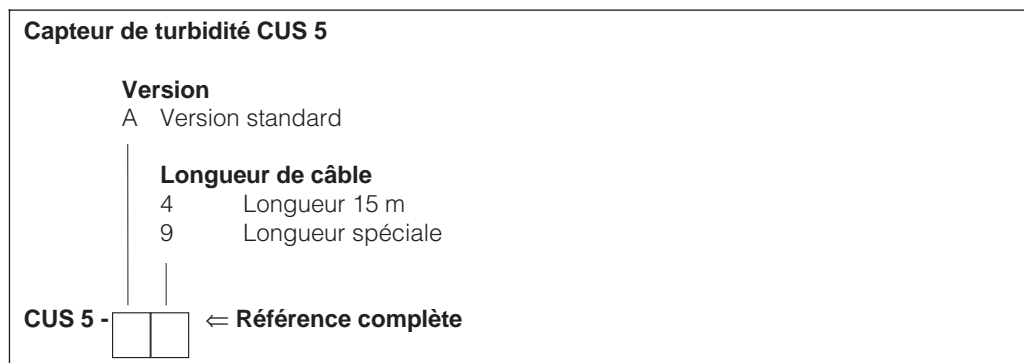 Capteur de turbidité CUS 5
Version
A Version standard
Longueur de câble
4 Longueur 15 m
9 Longueur spéciale
CUS 5 - ⇐ Référence complète